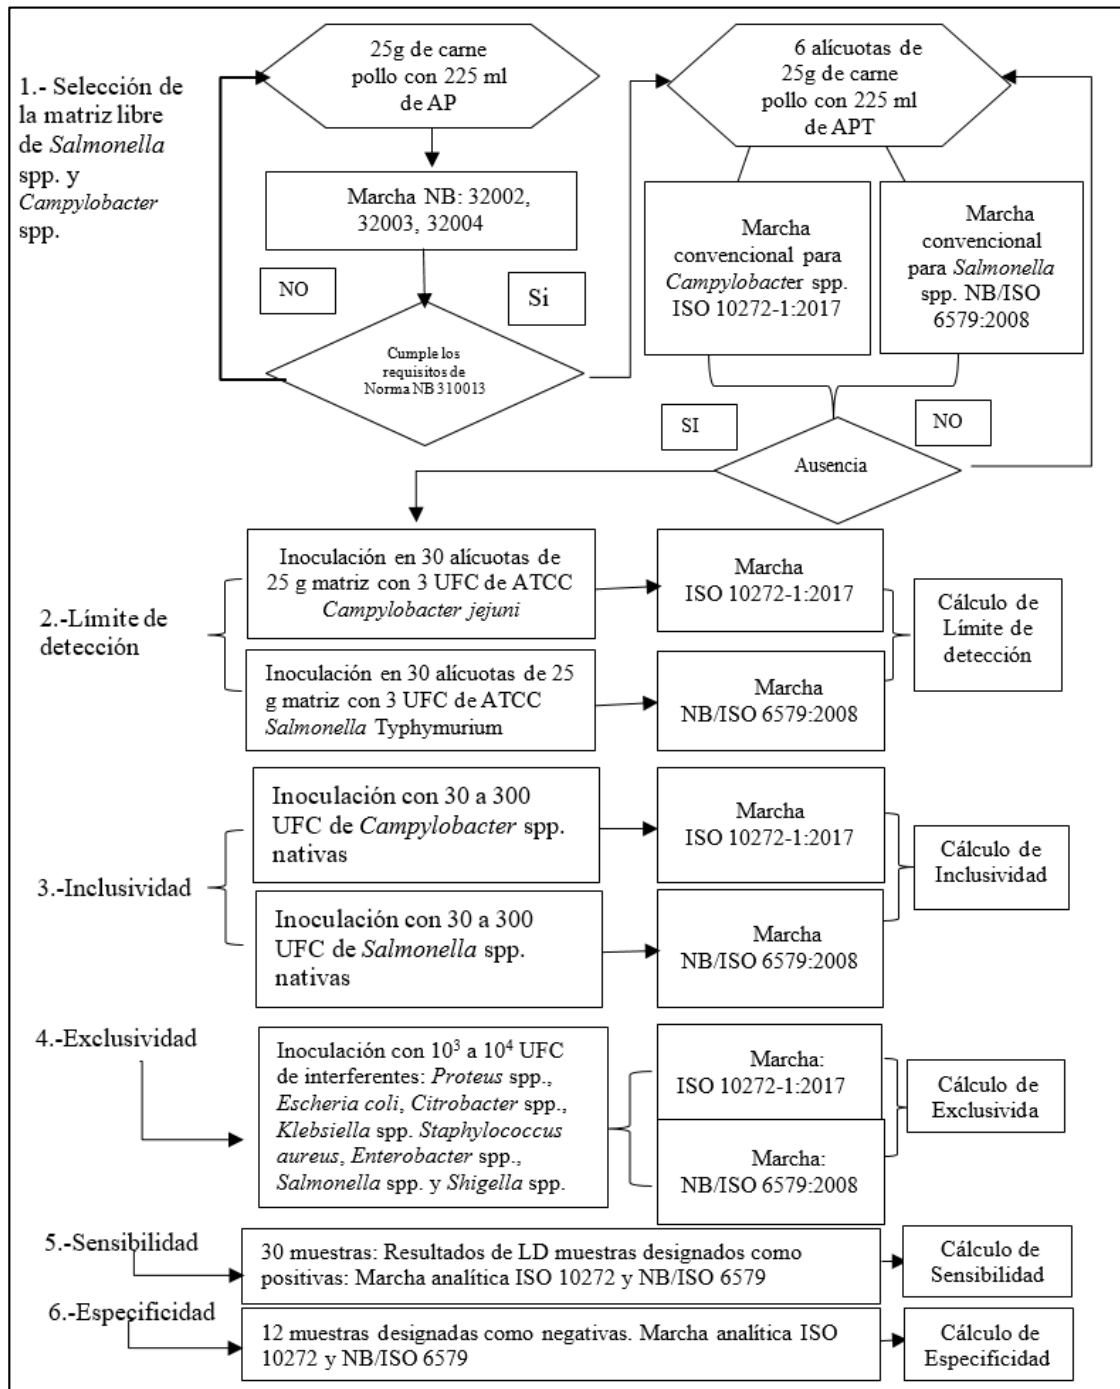 1.- Selección de
la matriz libre
de Salmonella
spp. y
Campylobacter
spp.
25g de carne
pollo con 225 ml
de AP
6 alícuotas de
25g de carne
pollo con 225 ml
de APT
Marcha NB: 32002,
32003, 32004
NO
Si
Cumple los
requisitos de
Norma NB 310013
Marcha
convencional para
Campylobacter spp.
ISO 10272-1:2017
Marcha
convencional
para Salmonella
spp. NB/ISO
6579:2008
SI
NO
Ausencia
2.-Límite de
detección
Inoculación en 30 alícuotas de
25 g matriz con 3 UFC de ATCC
Campylobacter jejuni
Marcha
ISO 10272-1:2017
Inoculación en 30 alícuotas de 25
g matriz con 3 UFC de ATCC
Salmonella Typhymurium
Marcha
NB/ISO 6579:2008
Cálculo de
Límite de
detección
3.-Inclusividad
Inoculación con 30 a 300
UFC de Campylobacter spp.
nativas
Marcha
ISO 10272-1:2017
Inoculación con 30 a 300
UFC de Salmonella spp.
nativas
Marcha
NB/ISO 6579:2008
Cálculo de
Inclusividad
4.-Exclusividad
Inoculación con 10³ a 10⁴ UFC
de interferentes: Proteus spp.,
Escheria coli, Citrobacter spp.,
Klebsiella spp. Staphylococcus
aureus, Enterobacter spp.,
Salmonella spp. y Shigella spp.
Marcha:
ISO 10272-1:2017
Marcha:
NB/ISO 6579:2008
Cálculo de
Exclusivida
5.-Sensibilidad
30 muestras: Resultados de LD muestras designados como
positivas: Marcha analítica ISO 10272 y NB/ISO 6579
Cálculo de
Sensibilidad
6.-Especificidad
12 muestras designadas como negativas. Marcha analítica ISO
10272 y NB/ISO 6579
Cálculo de
Especificidad